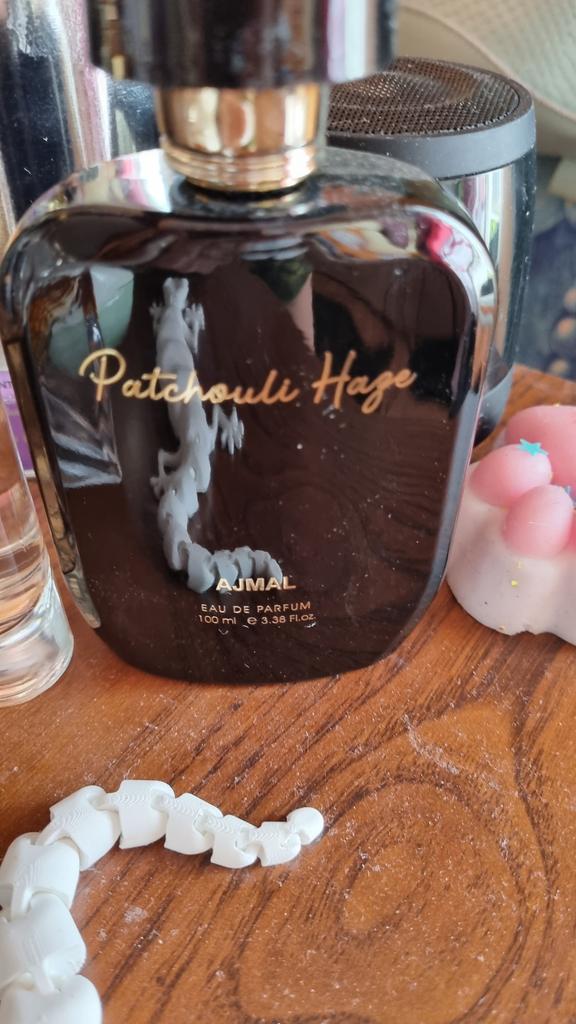 Patchouli Haze
AJMAL
EAU DE PARFUM
100 ml e 3.38 Fl.oz.